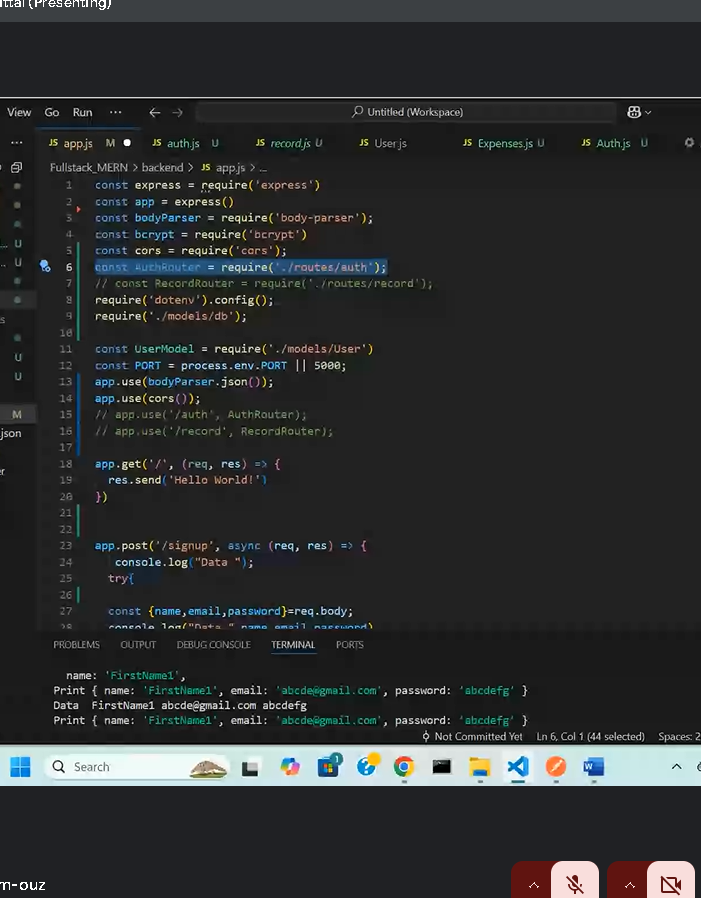 ittal (Presenting)
View Go Run ··· Untitled (Workspace)
··· JS app.js M JS auth.js U JS record.js U JS User.js JS Expenses.js U JS Auth.js U
Fullstack_MERN > backend > JS app.js > ...
1 const express = require('express')
2 const app = express()
3 const bodyParser = require('body-parser');
4 const bcrypt = require('bcrypt')
5 const cors = require('cors');
6 const AuthRouter = require('./routes/auth');
7 // const RecordRouter = require('./routes/record');
8 require('dotenv').config();
9 require('./models/db');
10
11 const UserModel = require('./models/User')
12 const PORT = process.env.PORT || 5000;
13 app.use(bodyParser.json());
14 app.use(cors());
15 // app.use('/auth', AuthRouter);
16 // app.use('/record', RecordRouter);
17
18 app.get('/', (req, res) => {
19 res.send('Hello World!')
20 })
21
22
23 app.post('/signup', async (req, res) => {
24 console.log("Data ");
25 try{
26
27 const {name,email,password}=req.body;
28 console.log("Data ",name,email,password)
... U
.. U
s
U
U
M
json
er
PROBLEMS OUTPUT DEBUG CONSOLE TERMINAL PORTS
name: 'FirstName1',
Print { name: 'FirstName1', email: 'abcde@gmail.com', password: 'abcdefg' }
Data FirstName1 abcde@gmail.com abcdefg
Print { name: 'FirstName1', email: 'abcde@gmail.com', password: 'abcdefg' }
Not Committed Yet Ln 6, Col 1 (44 selected) Spaces: 2
Search
m-ouz